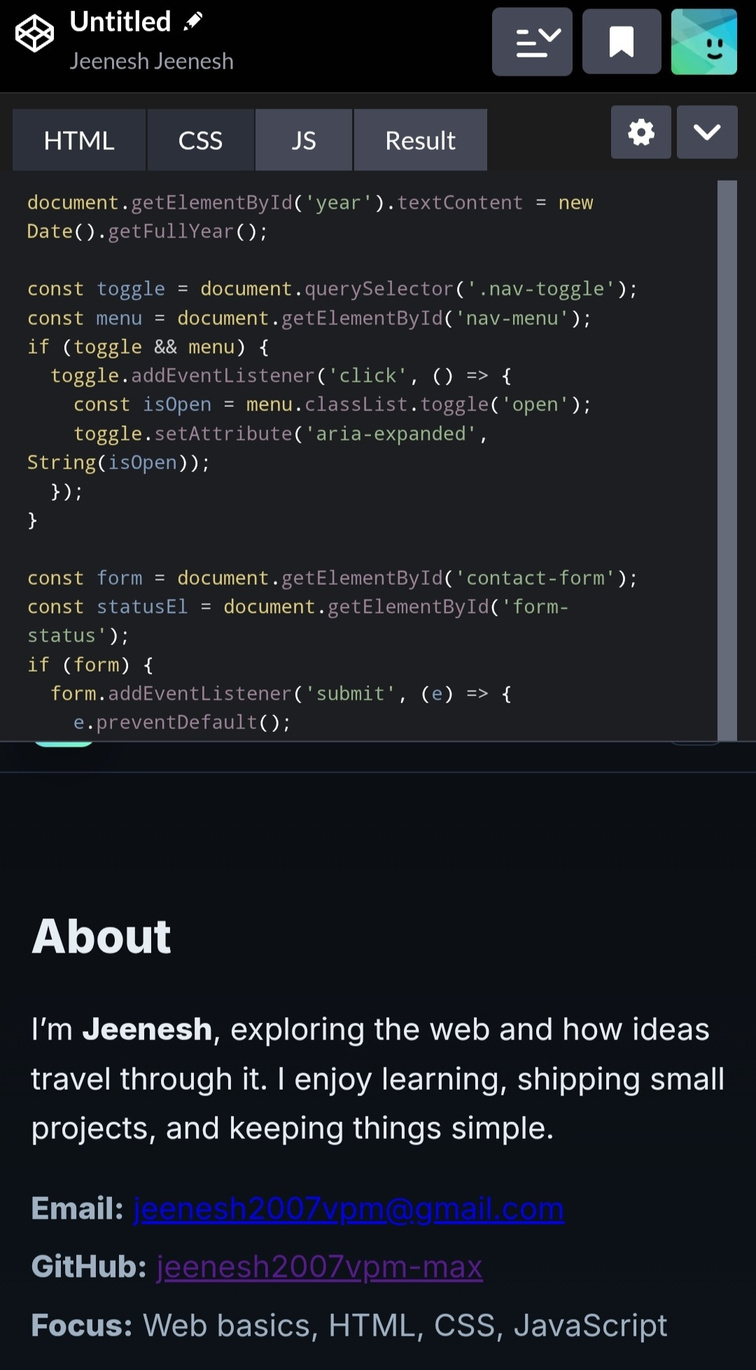 Untitled
Jeenesh Jeenesh
HTML CSS JS Result
document.getElementById('year').textContent = new
Date().getFullYear();
const toggle = document.querySelector('.nav-toggle');
const menu = document.getElementById('nav-menu');
if (toggle && menu) {
  toggle.addEventListener('click', () => {
    const isOpen = menu.classList.toggle('open');
    toggle.setAttribute('aria-expanded',
String(isOpen));
  });
}
const form = document.getElementById('contact-form');
const statusEl = document.getElementById('form-
status');
if (form) {
  form.addEventListener('submit', (e) => {
    e.preventDefault();
About
I’m Jeenesh, exploring the web and how ideas
travel through it. I enjoy learning, shipping small
projects, and keeping things simple.
Email: jeenesh2007vpm@gmail.com
GitHub: jeenesh2007vpm-max
Focus: Web basics, HTML, CSS, JavaScript